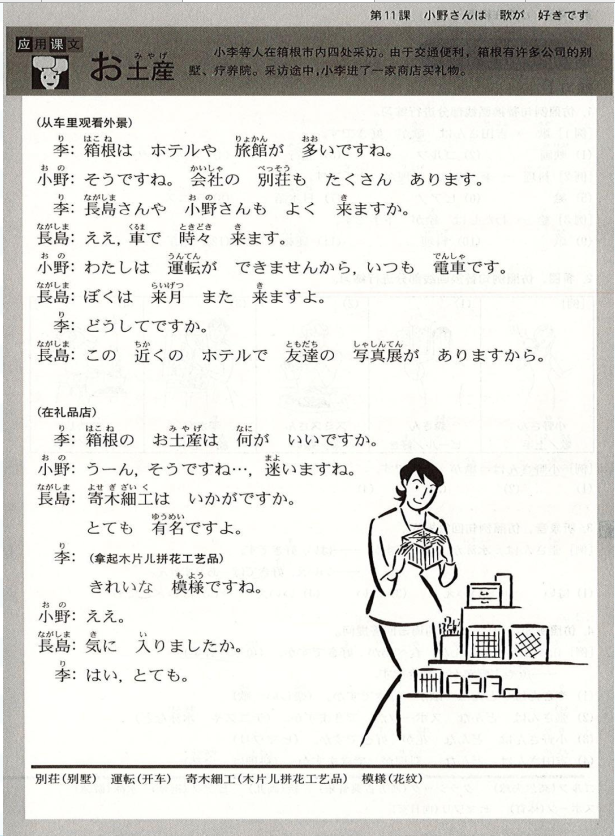 第11課　小野さんは　歌が　好きです
应用课文
お土産
みやげ
小李等人在箱根市内四处采访。由于交通便利，箱根有许多公司的别
墅、疗养院。采访途中，小李进了一家商店买礼物。
（从车里观看外景）
り　はこね　りょかん　おお
李：箱根は　ホテルや　旅館が　多いですね。
おの　かいしゃ　べっそう
小野：そうですね。会社の　別荘も　たくさん　あります。
り　ながしま　おの　き
李：長島さんや　小野さんも　よく　来ますか。
ながしま　くるま　ときどき　き
長島：ええ，車で　時々　来ます。
おの　うんてん　でんしゃ
小野：わたしは　運転が　できませんから，いつも　電車です。
ながしま　らいげつ　き
長島：ぼくは　来月　また　来ますよ。
り
李：どうしてですか。
ながしま　ちか　ともだち　しゃしんてん
長島：この　近くの　ホテルで　友達の　写真展が　ありますから。
（在礼品店）
り　はこね　みやげ　なに
李：箱根の　お土産は　何が　いいですか。
おの　まよ
小野：うーん，そうですね…，迷いますね。
ながしま　よせぎざいく
長島：寄木細工は　いかがですか。
ゆうめい
とても　有名ですよ。
り
李：（拿起木片儿拼花工艺品）
もよう
きれいな　模様ですね。
おの
小野：ええ。
ながしま　き　い
長島：気に　入りましたか。
り
李：はい，とても。
別荘（别墅）　運転（开车）　寄木細工（木片儿拼花工艺品）　模様（花纹）